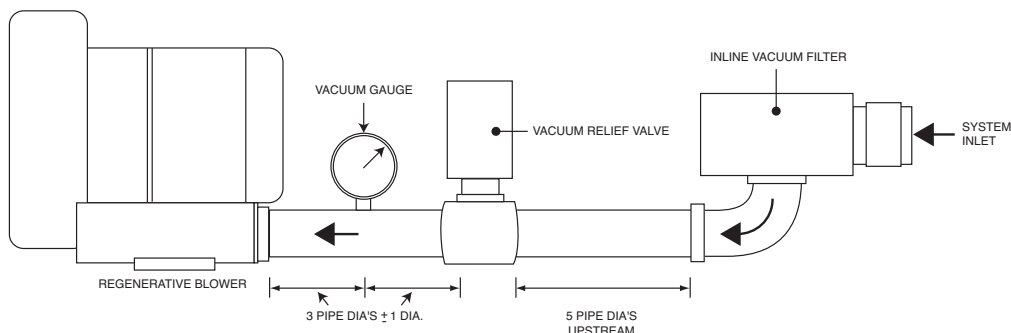 VACUUM GAUGE
INLINE VACUUM FILTER
VACUUM RELIEF VALVE
SYSTEM
INLET
REGENERATIVE BLOWER
3 PIPE DIA'S ± 1 DIA.
5 PIPE DIA'S
UPSTREAM